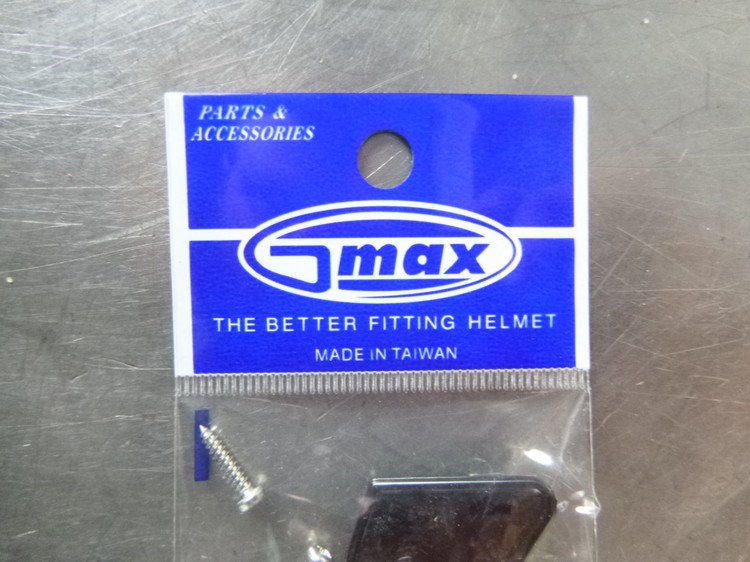 PARTS &
ACCESSORIES
Gmax
THE BETTER FITTING HELMET
MADE IN TAIWAN